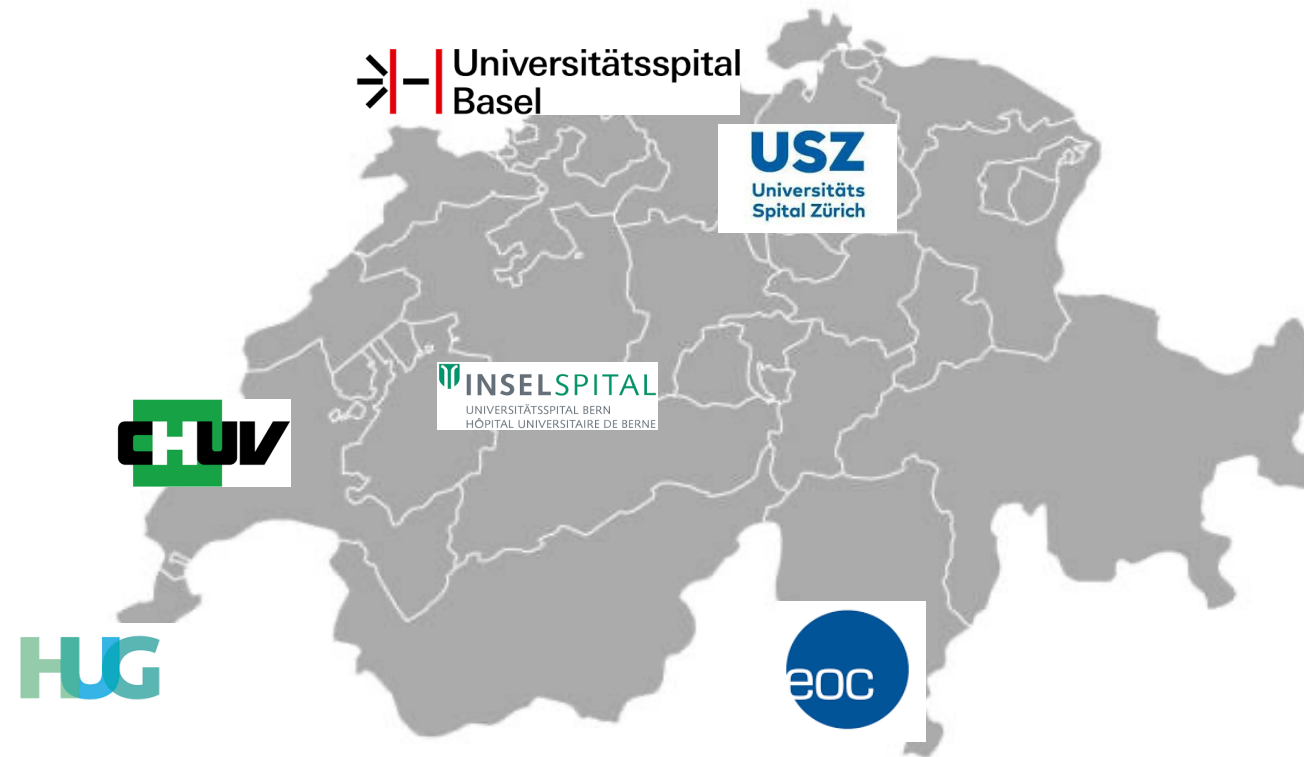 Universitätsspital
Basel
USZ
Universitäts
Spital Zürich
INSELSPITAL
UNIVERSITÄTSSPITAL BERN
HÔPITAL UNIVERSITAIRE DE BERNE
CHUV
HUG
eoc